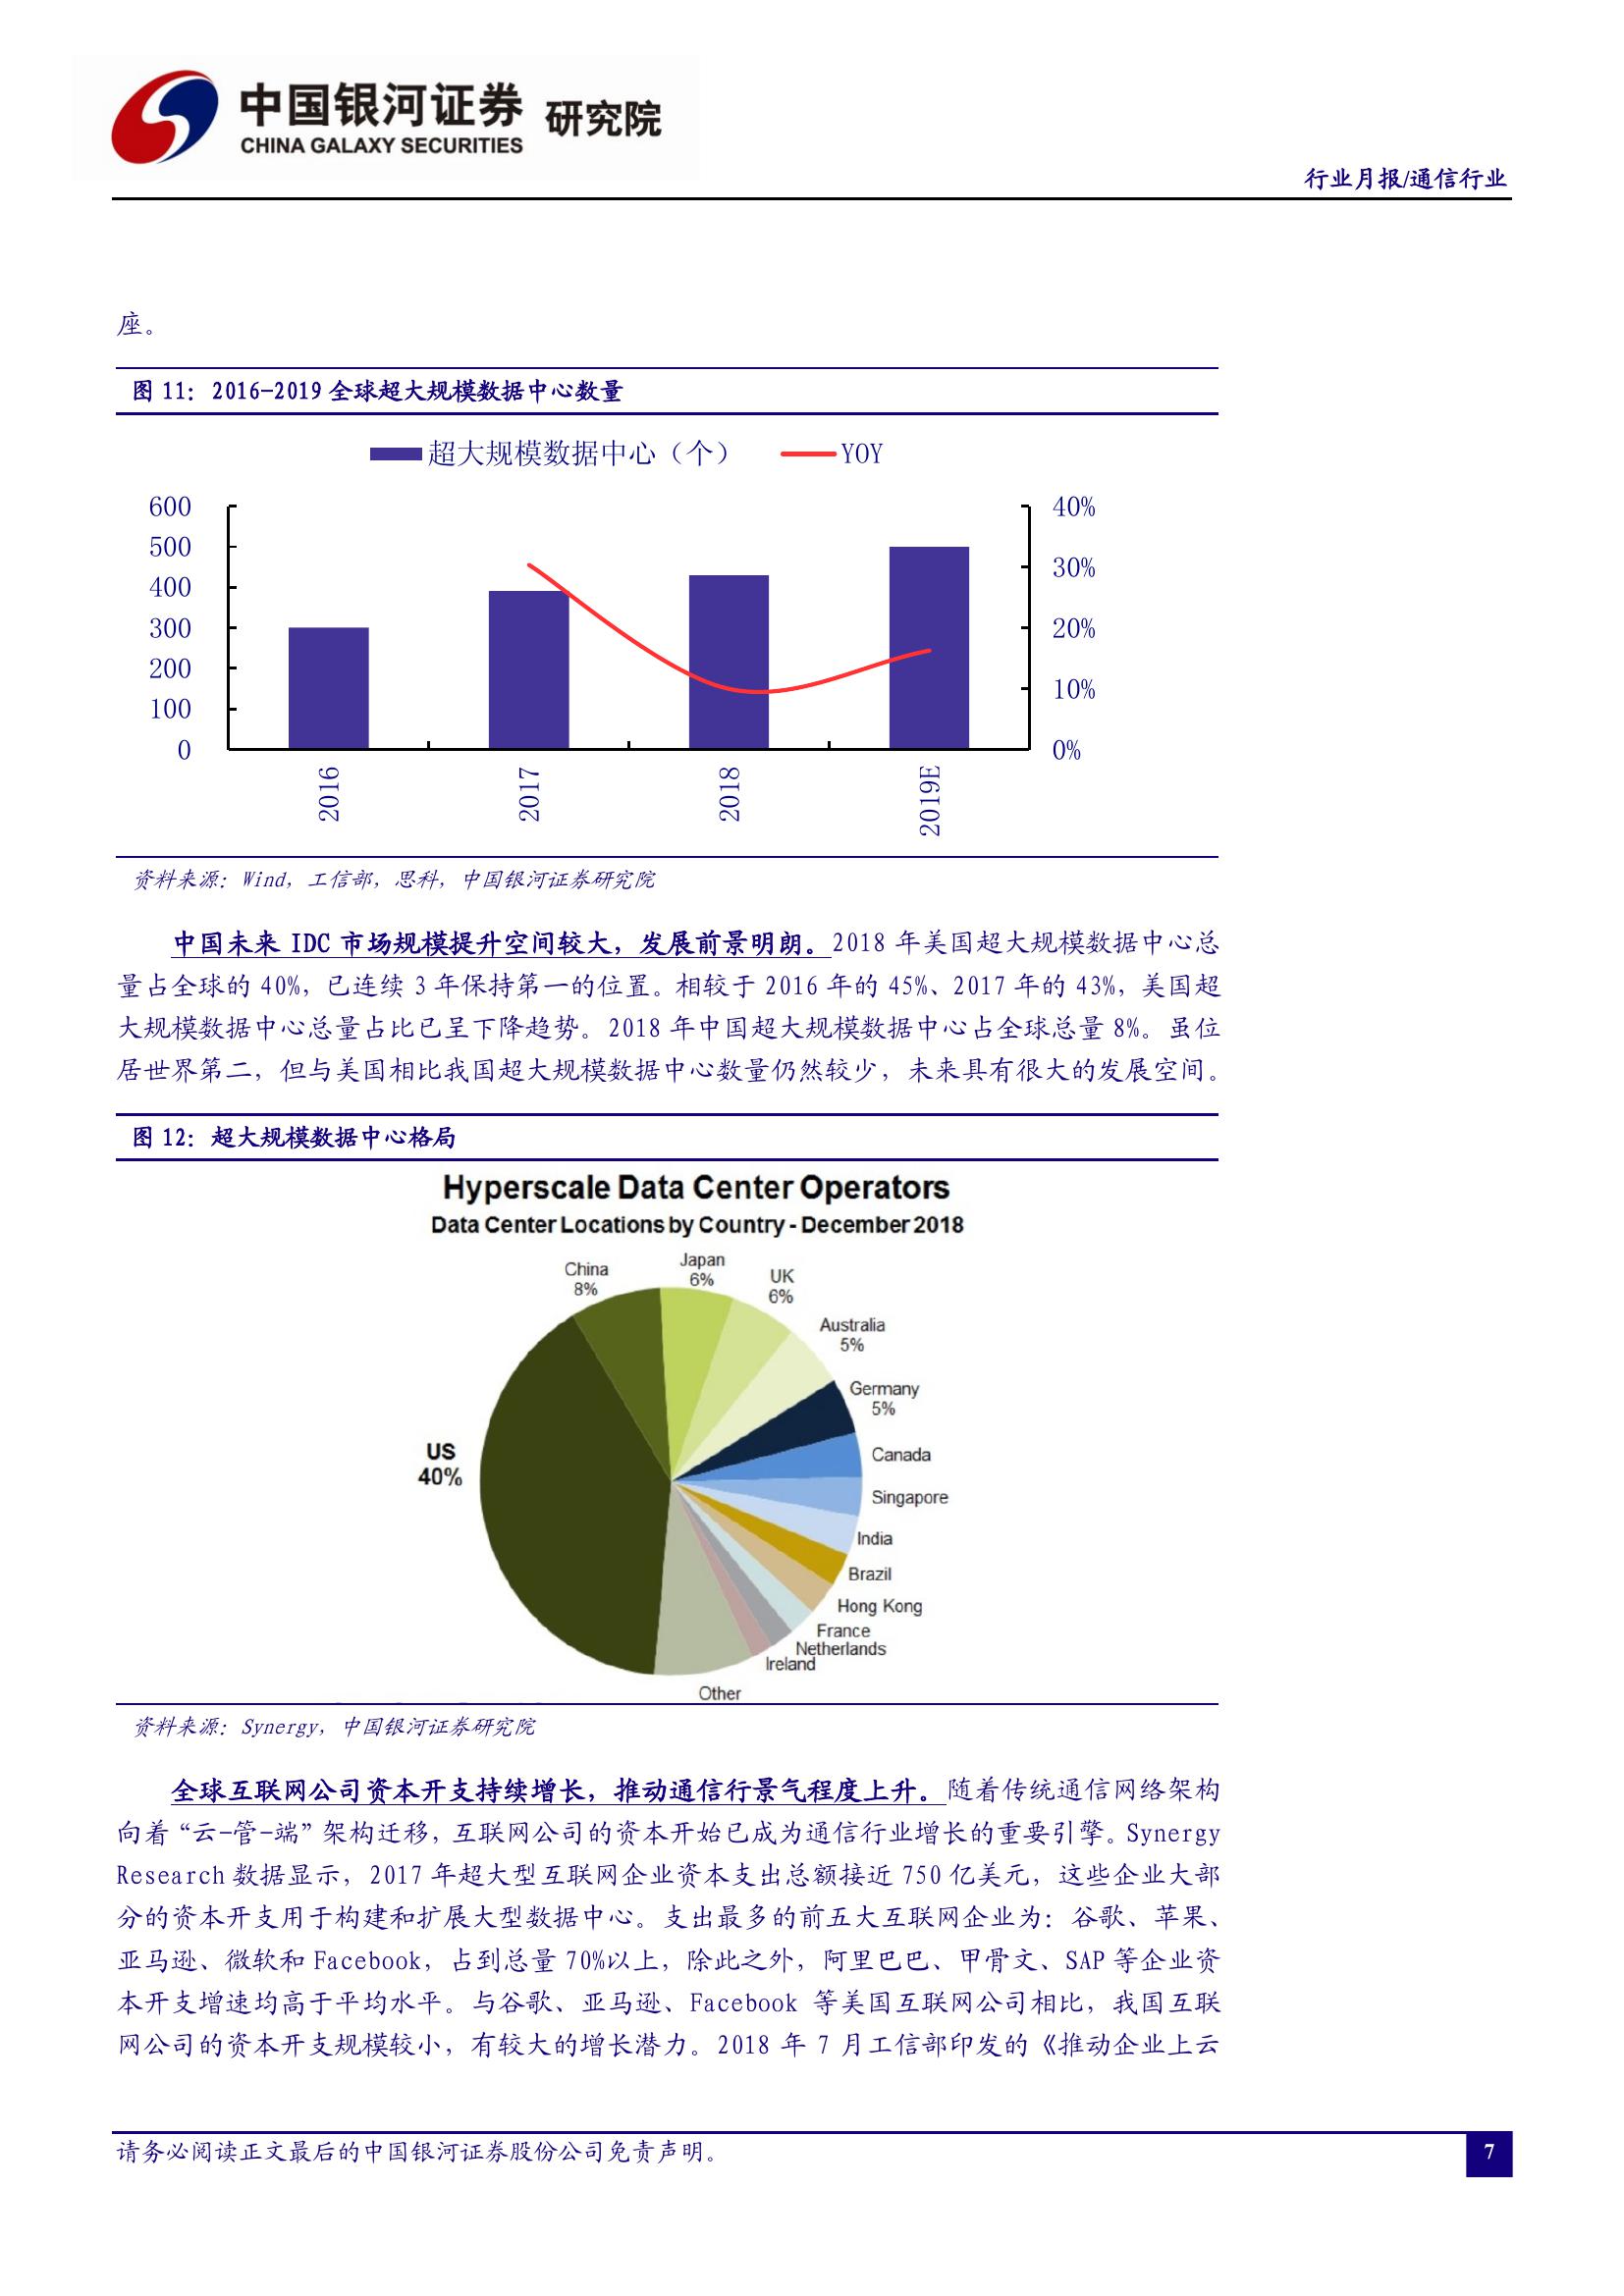 中国银河证券 研究院
CHINA GALAXY SECURITIES
行业月报/通信行业
座。
图 11：2016-2019 全球超大规模数据中心数量
超大规模数据中心（个） YOY
600 40%
500
400 30%
300 20%
200
100 10%
0 0%
2016 2017 2018 2019E
资料来源：Wind，工信部，思科，中国银河证券研究院
中国未来 IDC 市场规模提升空间较大，发展前景明朗。2018 年美国超大规模数据中心总
量占全球的 40%，已连续 3 年保持第一的位置。相较于 2016 年的 45%、2017 年的 43%，美国超
大规模数据中心总量占比已呈下降趋势。2018 年中国超大规模数据中心占全球总量 8%。虽位
居世界第二，但与美国相比我国超大规模数据中心数量仍然较少，未来具有很大的发展空间。
图 12：超大规模数据中心格局
Hyperscale Data Center Operators
Data Center Locations by Country - December 2018
China
8%
Japan
6%
UK
6%
Australia
5%
Germany
5%
US
40%
Canada
Singapore
India
Brazil
Hong Kong
France
Netherlands
Ireland
Other
资料来源：Synergy，中国银河证券研究院
全球互联网公司资本开支持续增长，推动通信行景气程度上升。随着传统通信网络架构
向着“云-管-端”架构迁移，互联网公司的资本开始已成为通信行业增长的重要引擎。Synergy
Research 数据显示，2017 年超大型互联网企业资本支出总额接近 750 亿美元，这些企业大部
分的资本开支用于构建和扩展大型数据中心。支出最多的前五大互联网企业为：谷歌、苹果、
亚马逊、微软和 Facebook，占到总量 70%以上，除此之外，阿里巴巴、甲骨文、SAP 等企业资
本开支增速均高于平均水平。与谷歌、亚马逊、Facebook 等美国互联网公司相比，我国互联
网公司的资本开支规模较小，有较大的增长潜力。2018 年 7 月工信部印发的《推动企业上云
请务必阅读正文最后的中国银河证券股份公司免责声明。
7